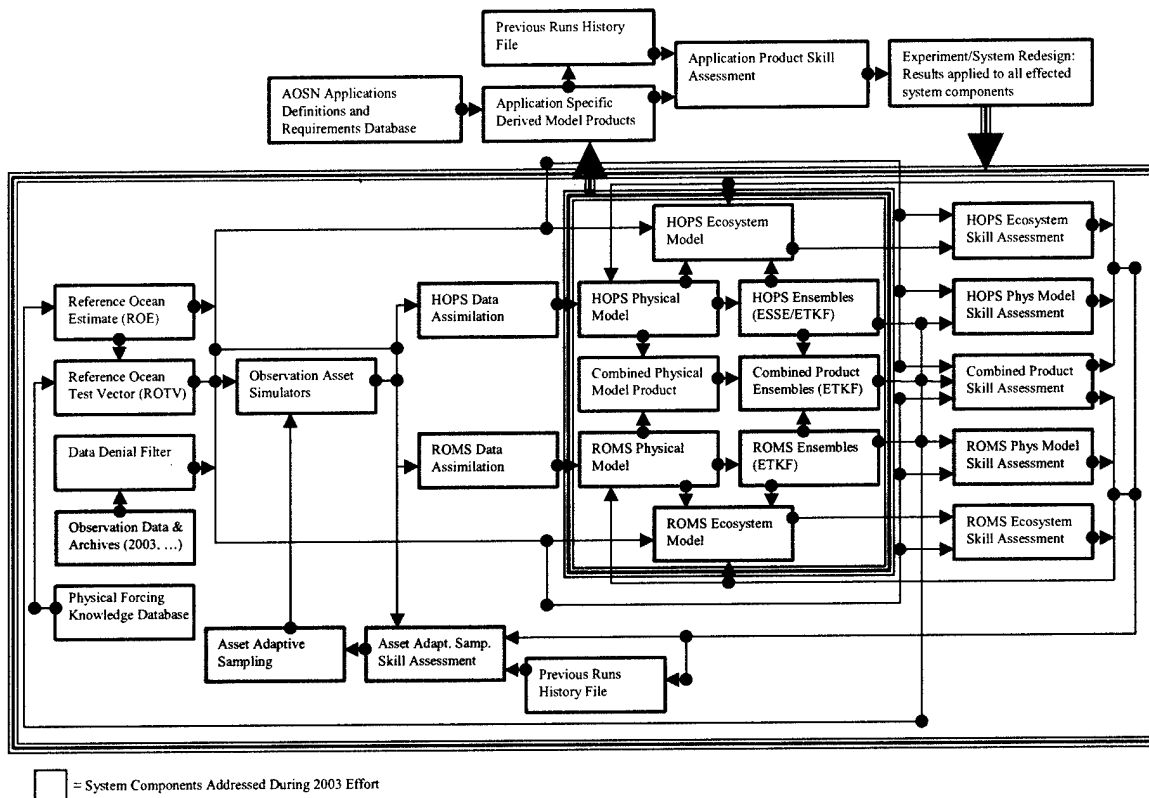 Previous Runs History
File
Application Product Skill
Assessment
Experiment/System Redesign:
Results applied to all effected
system components
AOSN Applications
Definitions and
Requirements Database
Application Specific
Derived Model Products
HOPS Ecosystem
Model
HOPS Ecosystem
Skill Assessment
Reference Ocean
Estimate (ROE)
HOPS Data
Assimilation
HOPS Physical
Model
HOPS Ensembles
(ESSE/ETKF)
HOPS Phys Model
Skill Assessment
Reference Ocean
Test Vector (ROTV)
Observation Asset
Simulators
Combined Physical
Model Product
Combined Product
Ensembles (ETKF)
Combined Product
Skill Assessment
Data Denial Filter
ROMS Data
Assimilation
ROMS Physical
Model
ROMS Ensembles
(ETKF)
ROMS Phys Model
Skill Assessment
Observation Data &
Archives (2003, …)
ROMS Ecosystem
Model
ROMS Ecosystem
Skill Assessment
Physical Forcing
Knowledge Database
Asset Adaptive
Sampling
Asset Adapt. Samp.
Skill Assessment
Previous Runs
History File
= System Components Addressed During 2003 Effort